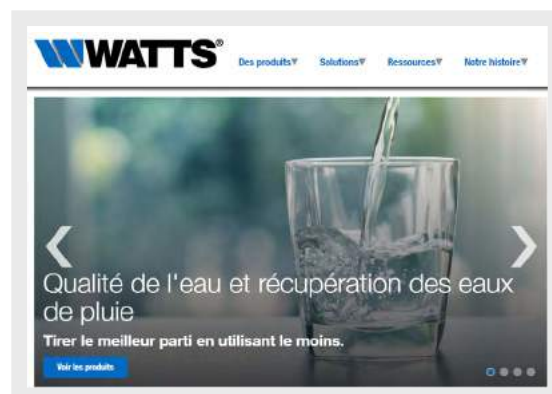 WATTS®
Des produits▼ Solutions▼ Ressources▼ Notre histoire▼
Qualité de l'eau et récupération des eaux
de pluie
Tirer le meilleur parti en utilisant le moins.
Voir les produits